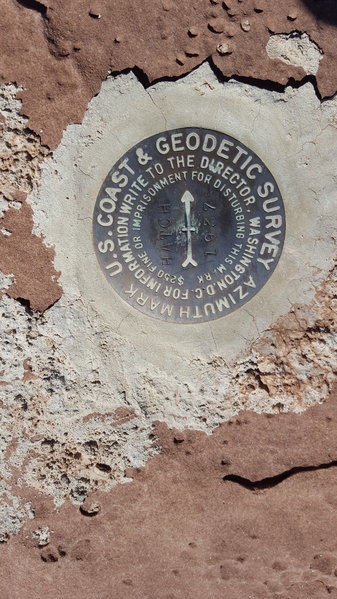 U.S. COAST & GEODETIC SURVEY
AZIMUTH MARK
FOR INFORMATION WRITE TO THE DIRECTOR, WASHINGTON D.C.
$250 FINE OR IMPRISONMENT FOR DISTURBING THIS MARK